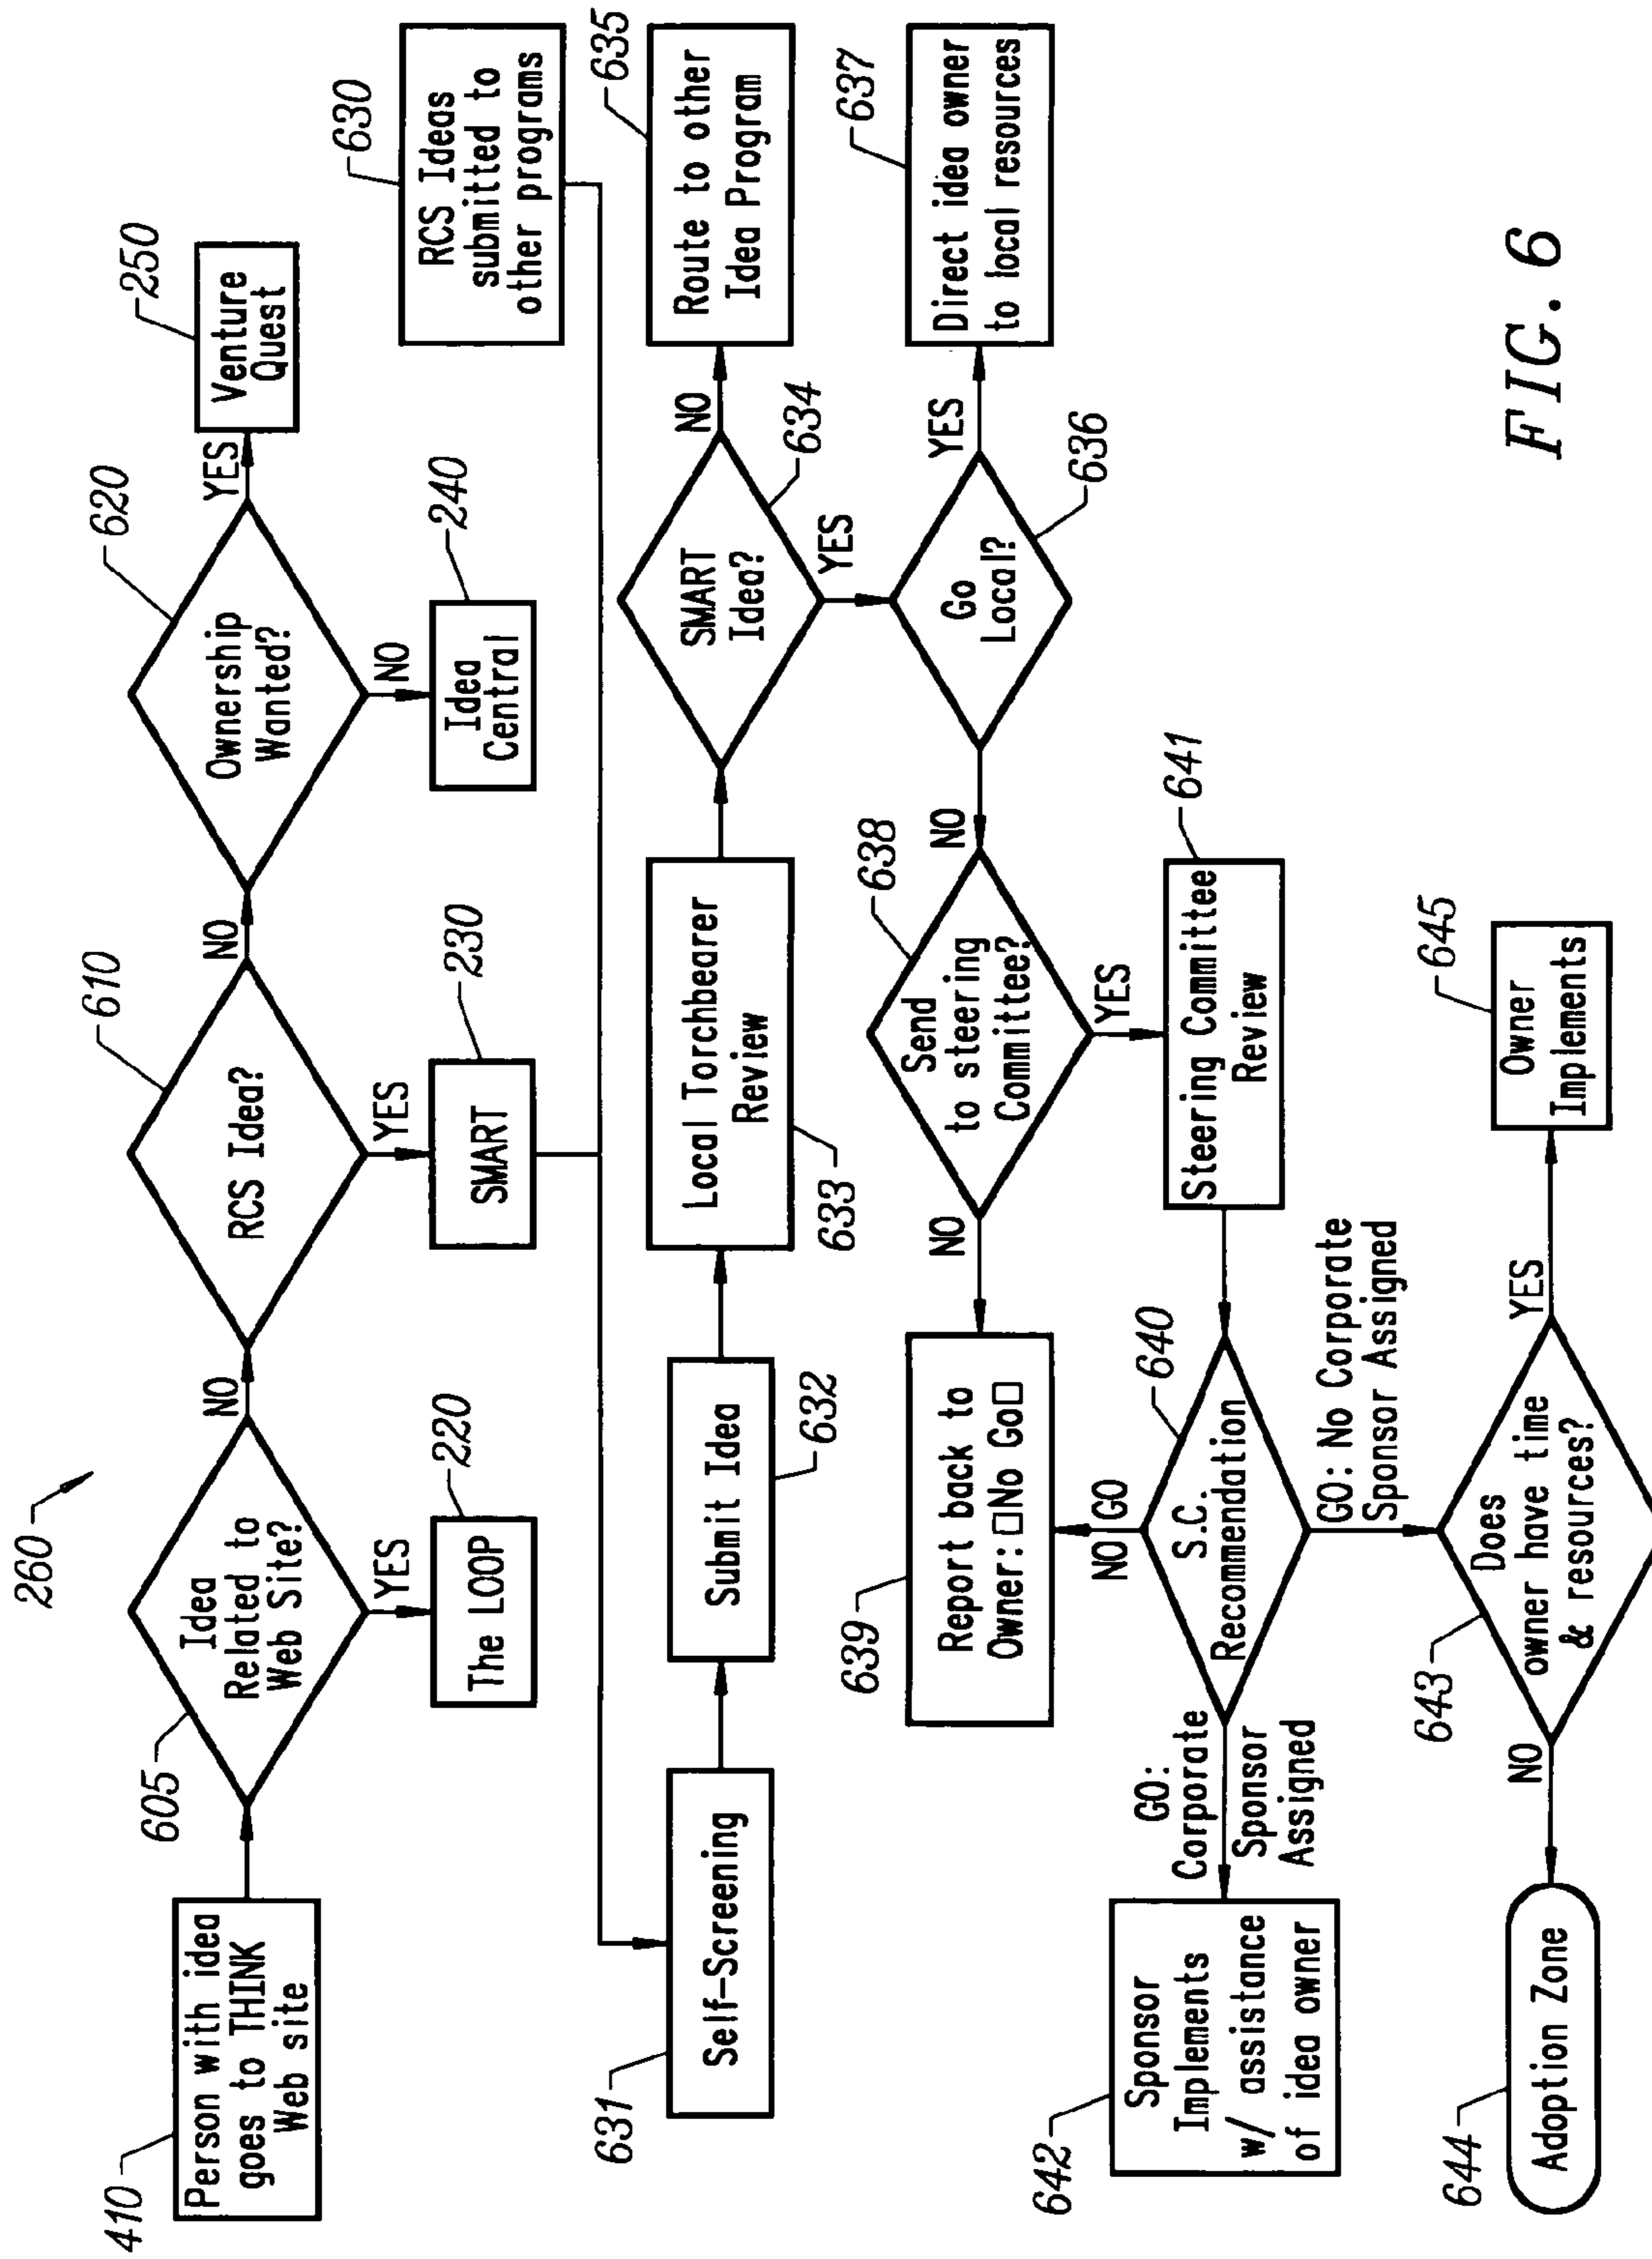 260
410
Person with idea
goes to THINK
Web site
605
Idea
Related to
Web Site?
NO
YES
220
The LOOP
610
RCS Idea?
NO
YES
230
SMART
620
Ownership
Wanted?
YES
NO
250
Venture
Quest
240
Idea
Central
630
RCS Ideas
submitted to
other programs
631
Self-Screening
Submit Idea
632
Local Torchbearer
Review
633
SMART
Idea?
634
NO
YES
635
Route to other
Idea Program
Go
Local?
636
YES
NO
637
Direct idea owner
to local resources
638
Send
to steering
Committee?
NO
YES
639
Report back to
Owner: □No Go□
641
Steering Committee
Review
640
S.C.
Recommendation
NO GO
GO:
Corporate
Sponsor
Assigned
GO: No Corporate
Sponsor Assigned
642
Sponsor
Implements
w/ assistance
of idea owner
643
Does
owner have time
& resources?
NO
YES
644
Adoption Zone
645
Owner
Implements
FIG. 6